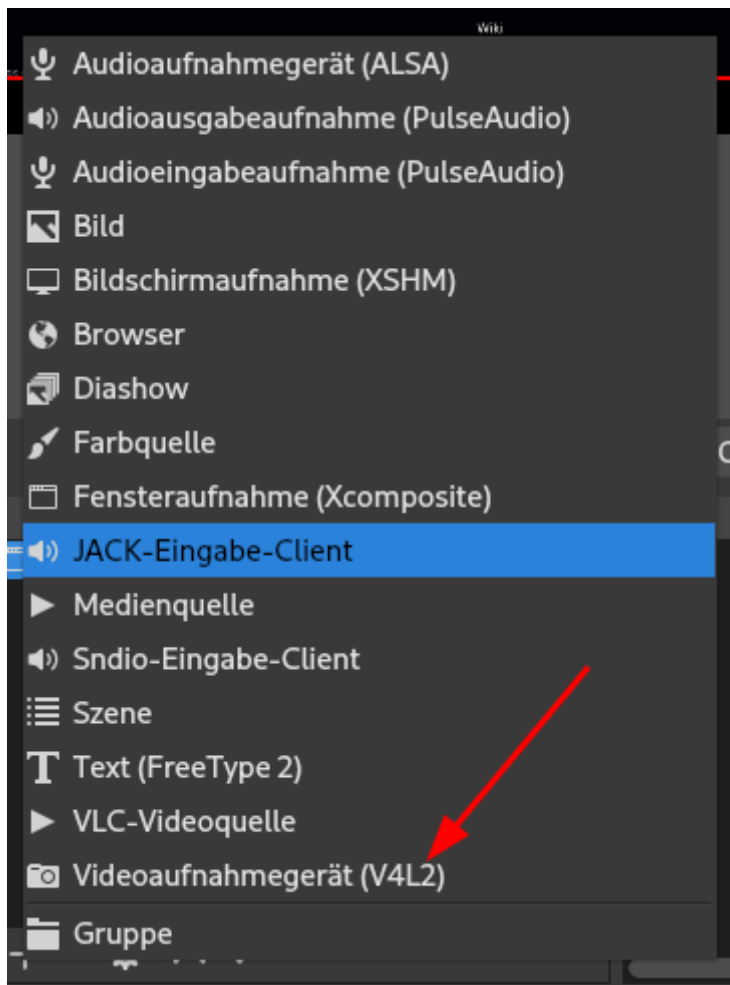 Wiki
Audioaufnahmegerät (ALSA)
Audioausgabeaufnahme (PulseAudio)
Audioeingabeaufnahme (PulseAudio)
Bild
Bildschirmaufnahme (XSHM)
Browser
Diashow
Farbquelle
Fensteraufnahme (Xcomposite)
JACK-Eingabe-Client
Medienquelle
Sndio-Eingabe-Client
Szene
Text (FreeType 2)
VLC-Videoquelle
Videoaufnahmegerät (V4L2)
Gruppe